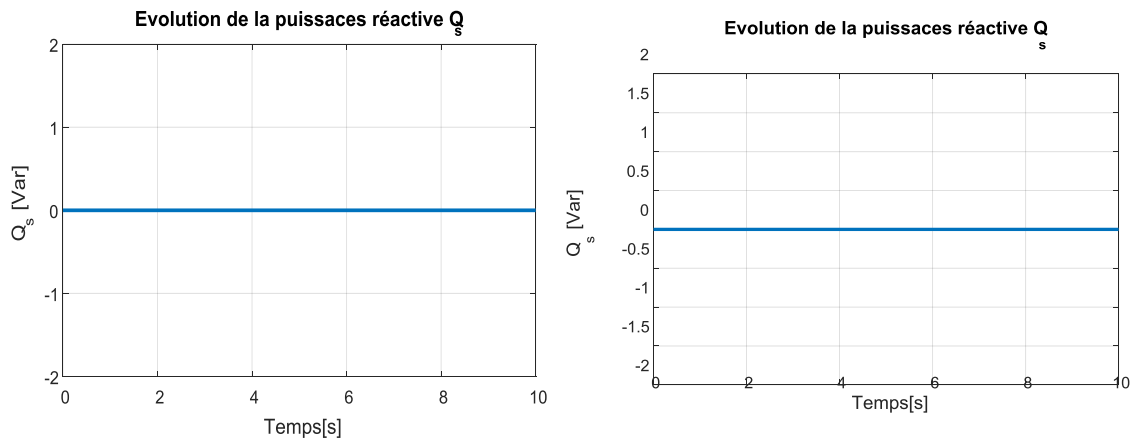 Evolution de la puissaces réactive Qs
2
1
0
-1
-2
Qs [Var]
0 2 4 6 8 10
Temps[s]
Evolution de la puissaces réactive Qs
2
1.5
1
0.5
0
-0.5
-1
-1.5
-2
Q s [Var]
0 2 4 6 8 10
Temps[s]